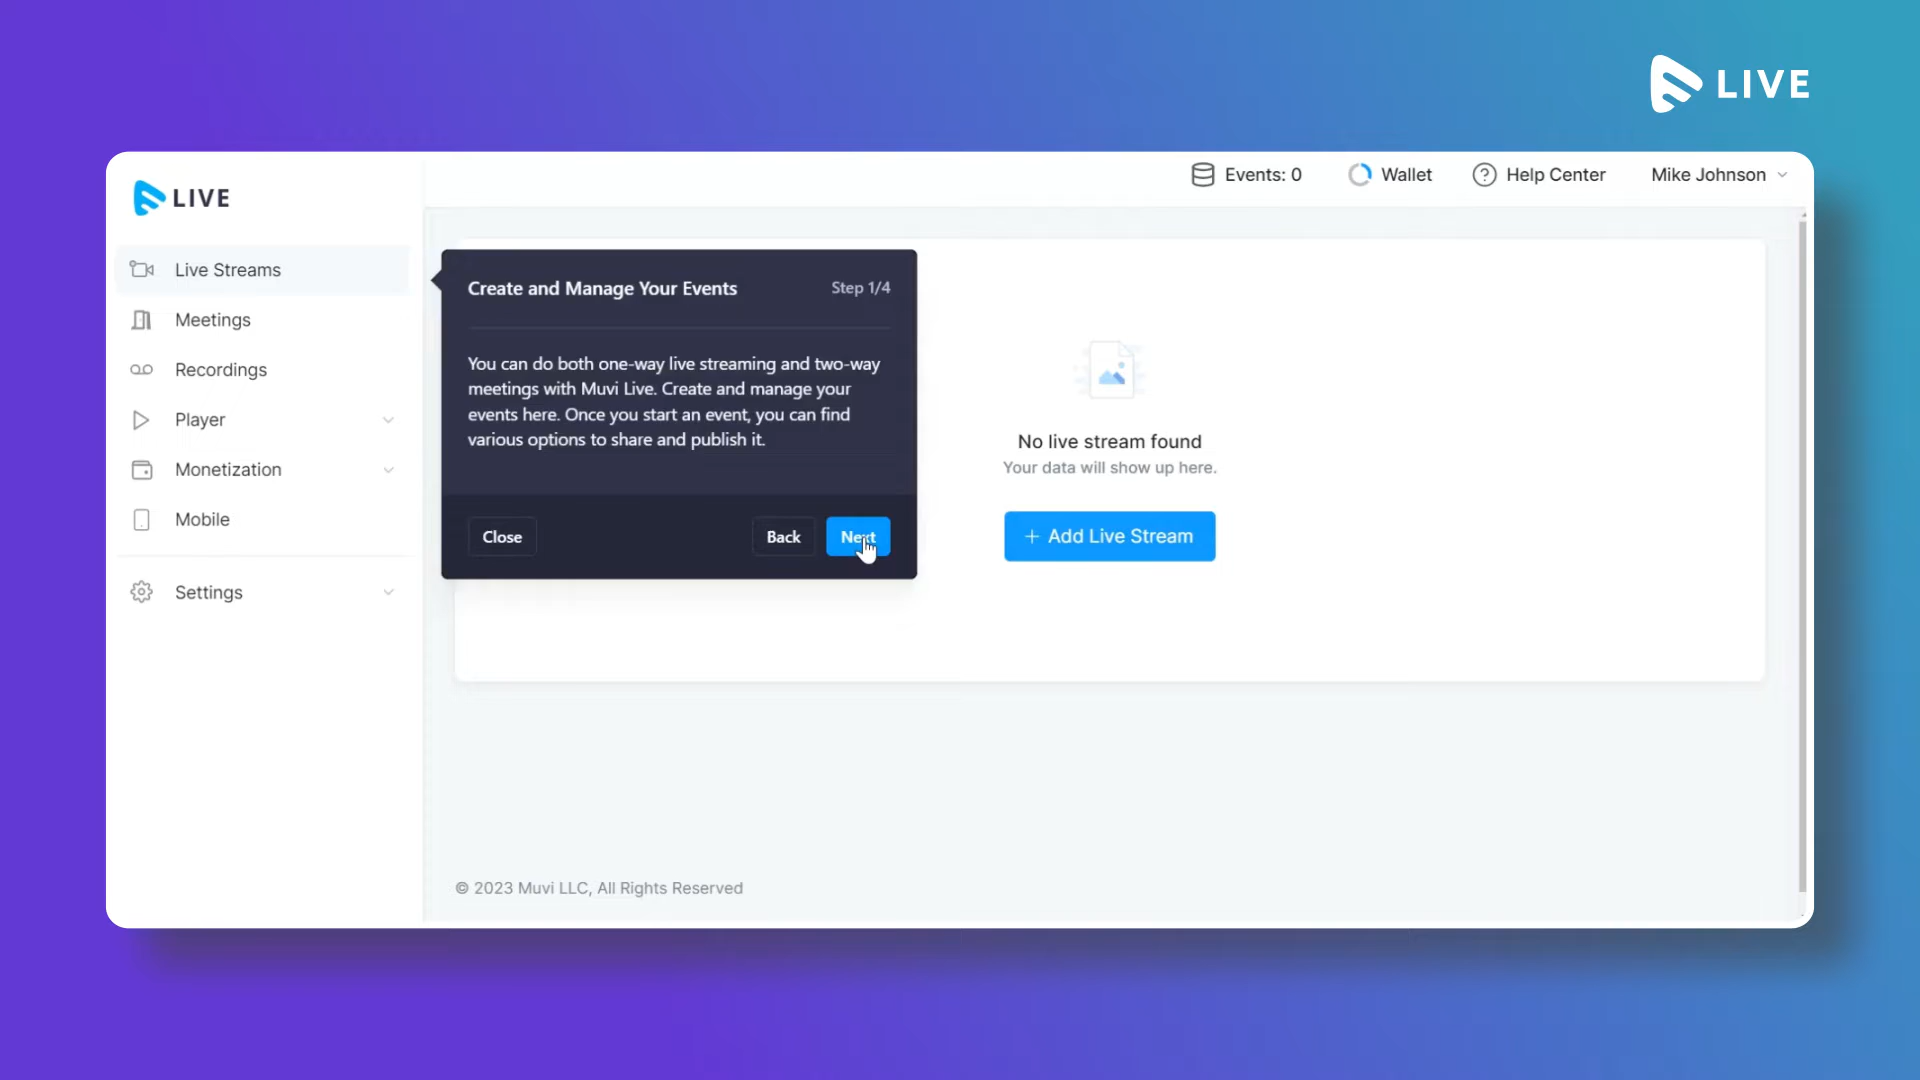 LIVE
LIVE
Events: 0
Wallet
Help Center
Mike Johnson
Live Streams
Meetings
Recordings
Player
Monetization
Mobile
Settings
Create and Manage Your Events
Step 1/4
You can do both one-way live streaming and two-way
meetings with Muvi Live. Create and manage your
events here. Once you start an event, you can find
various options to share and publish it.
Close
Back
Next
No live stream found
Your data will show up here.
+ Add Live Stream
© 2023 Muvi LLC, All Rights Reserved